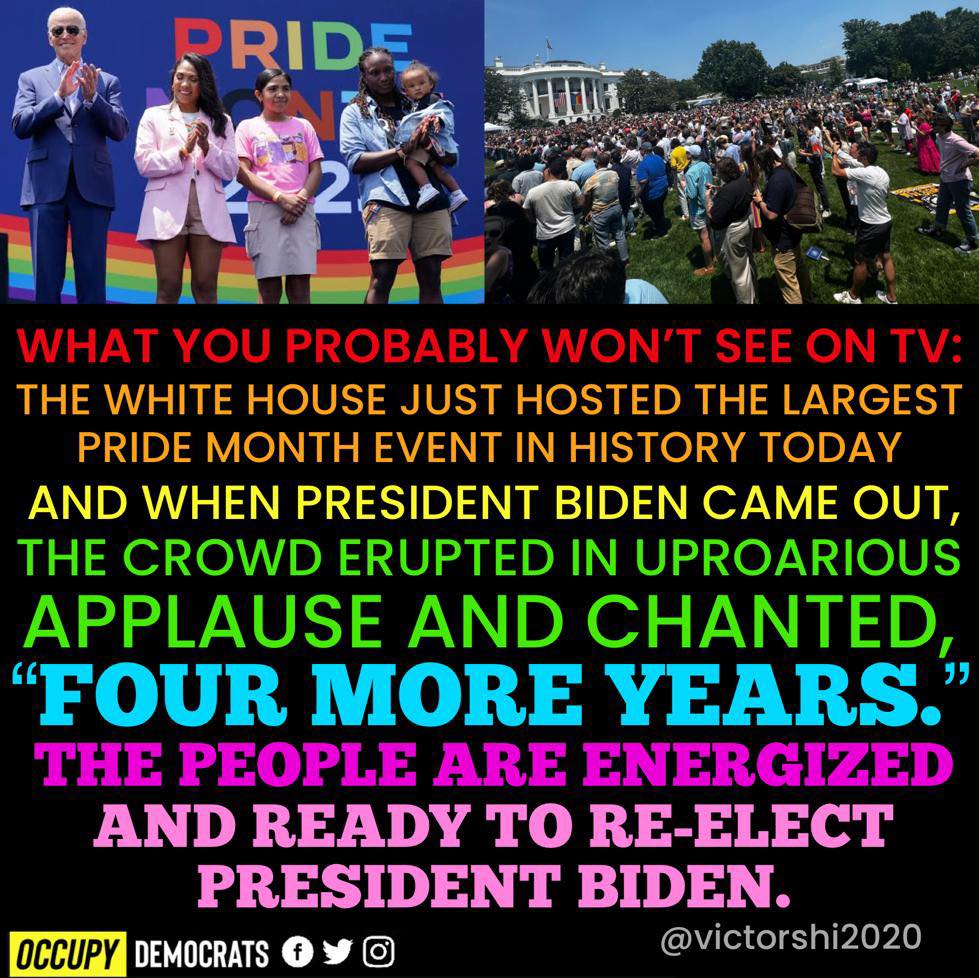 PRIDE
MONT
202
WHAT YOU PROBABLY WON'T SEE ON TV:
THE WHITE HOUSE JUST HOSTED THE LARGEST
PRIDE MONTH EVENT IN HISTORY TODAY
AND WHEN PRESIDENT BIDEN CAME OUT,
THE CROWD ERUPTED IN UPROARIOUS
APPLAUSE AND CHANTED,
“FOUR MORE YEARS.”
THE PEOPLE ARE ENERGIZED
AND READY TO RE-ELECT
PRESIDENT BIDEN.
OCCUPY DEMOCRATS
@victorshi2020